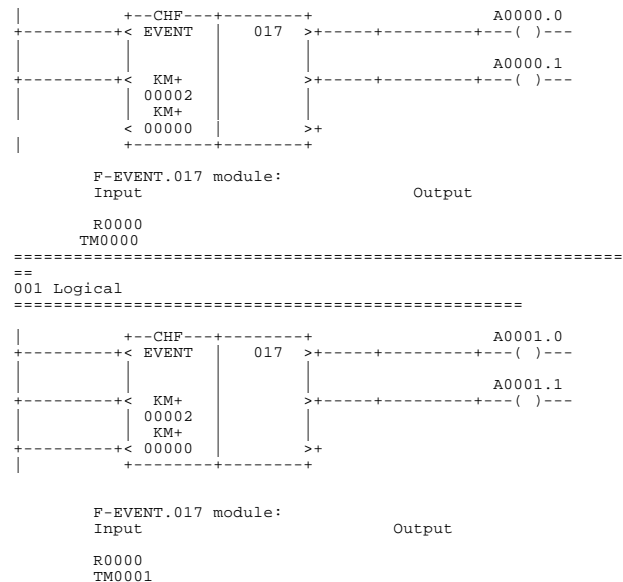 |          +--CHF---+--------+                  A0000.0
+---------+< EVENT  |   017  >+-----+---------+---( )---
|          |        |        |
|          |        |        |                  A0000.1
+---------+<  KM+   |        >+-----+---------+---( )---
|          | 00002  |        |
|          |  KM+   |        |
           < 00000  |        >+
|          +--------+--------+
F-EVENT.017 module:
Input                              Output
R0000
TM0000
=============================================================
==
001 Logical
===================================================
|          +--CHF---+--------+                  A0001.0
+---------+< EVENT  |   017  >+-----+---------+---( )---
|          |        |        |
|          |        |        |                  A0001.1
+---------+<  KM+   |        >+-----+---------+---( )---
|          | 00002  |        |
|          |  KM+   |        |
+---------+< 00000  |        >+
|          +--------+--------+
F-EVENT.017 module:
Input                            Output
R0000
TM0001